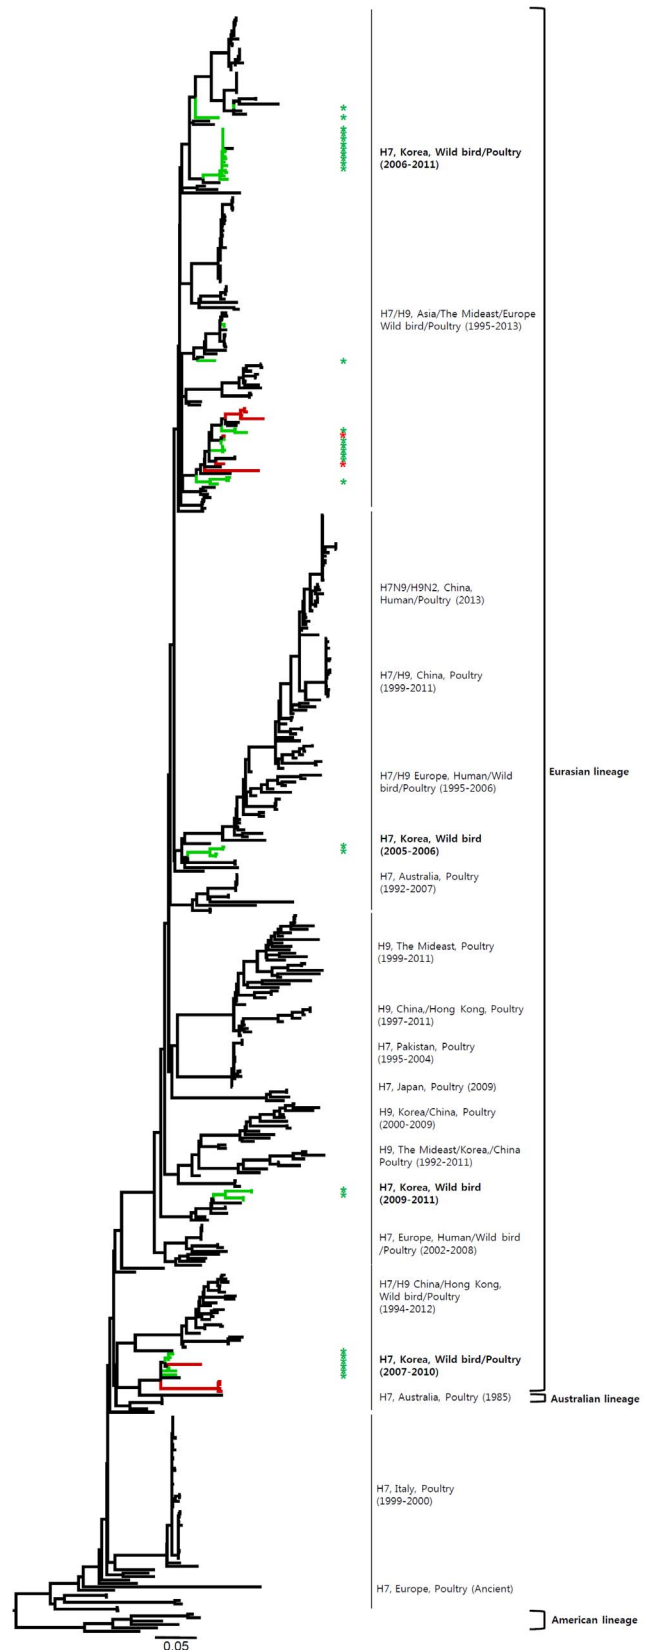 H7, Korea, Wild bird/Poultry
(2006-2011)
H7/H9, Asia/The Mideast/Europe
Wild bird/Poultry (1995-2013)
H7N9/H9N2, China,
Human/Poultry (2013)
H7/H9, China, Poultry
(1999-2011)
Eurasian lineage
H7/H9 Europe, Human/Wild
bird/Poultry (1995-2006)
H7, Korea, Wild bird
(2005-2006)
H7, Australia, Poultry
(1992-2007)
H9, The Mideast, Poultry
(1999-2011)
H9, China/Hong Kong, Poultry
(1997-2011)
H7, Pakistan, Poultry
(1995-2004)
H7, Japan, Poultry (2009)
H9, Korea/China, Poultry
(2000-2009)
H9, The Mideast/Korea,/China
Poultry (1992-2011)
H7, Korea, Wild bird
(2009-2011)
H7, Europe, Human/Wild bird
/Poultry (2002-2008)
H7/H9 China/Hong Kong,
Wild bird/Poultry
(1994-2012)
H7, Korea, Wild bird/Poultry
(2007-2010)
H7, Australia, Poultry (1985)
Australian lineage
H7, Italy, Poultry
(1999-2000)
H7, Europe, Poultry (Ancient)
American lineage
0.05